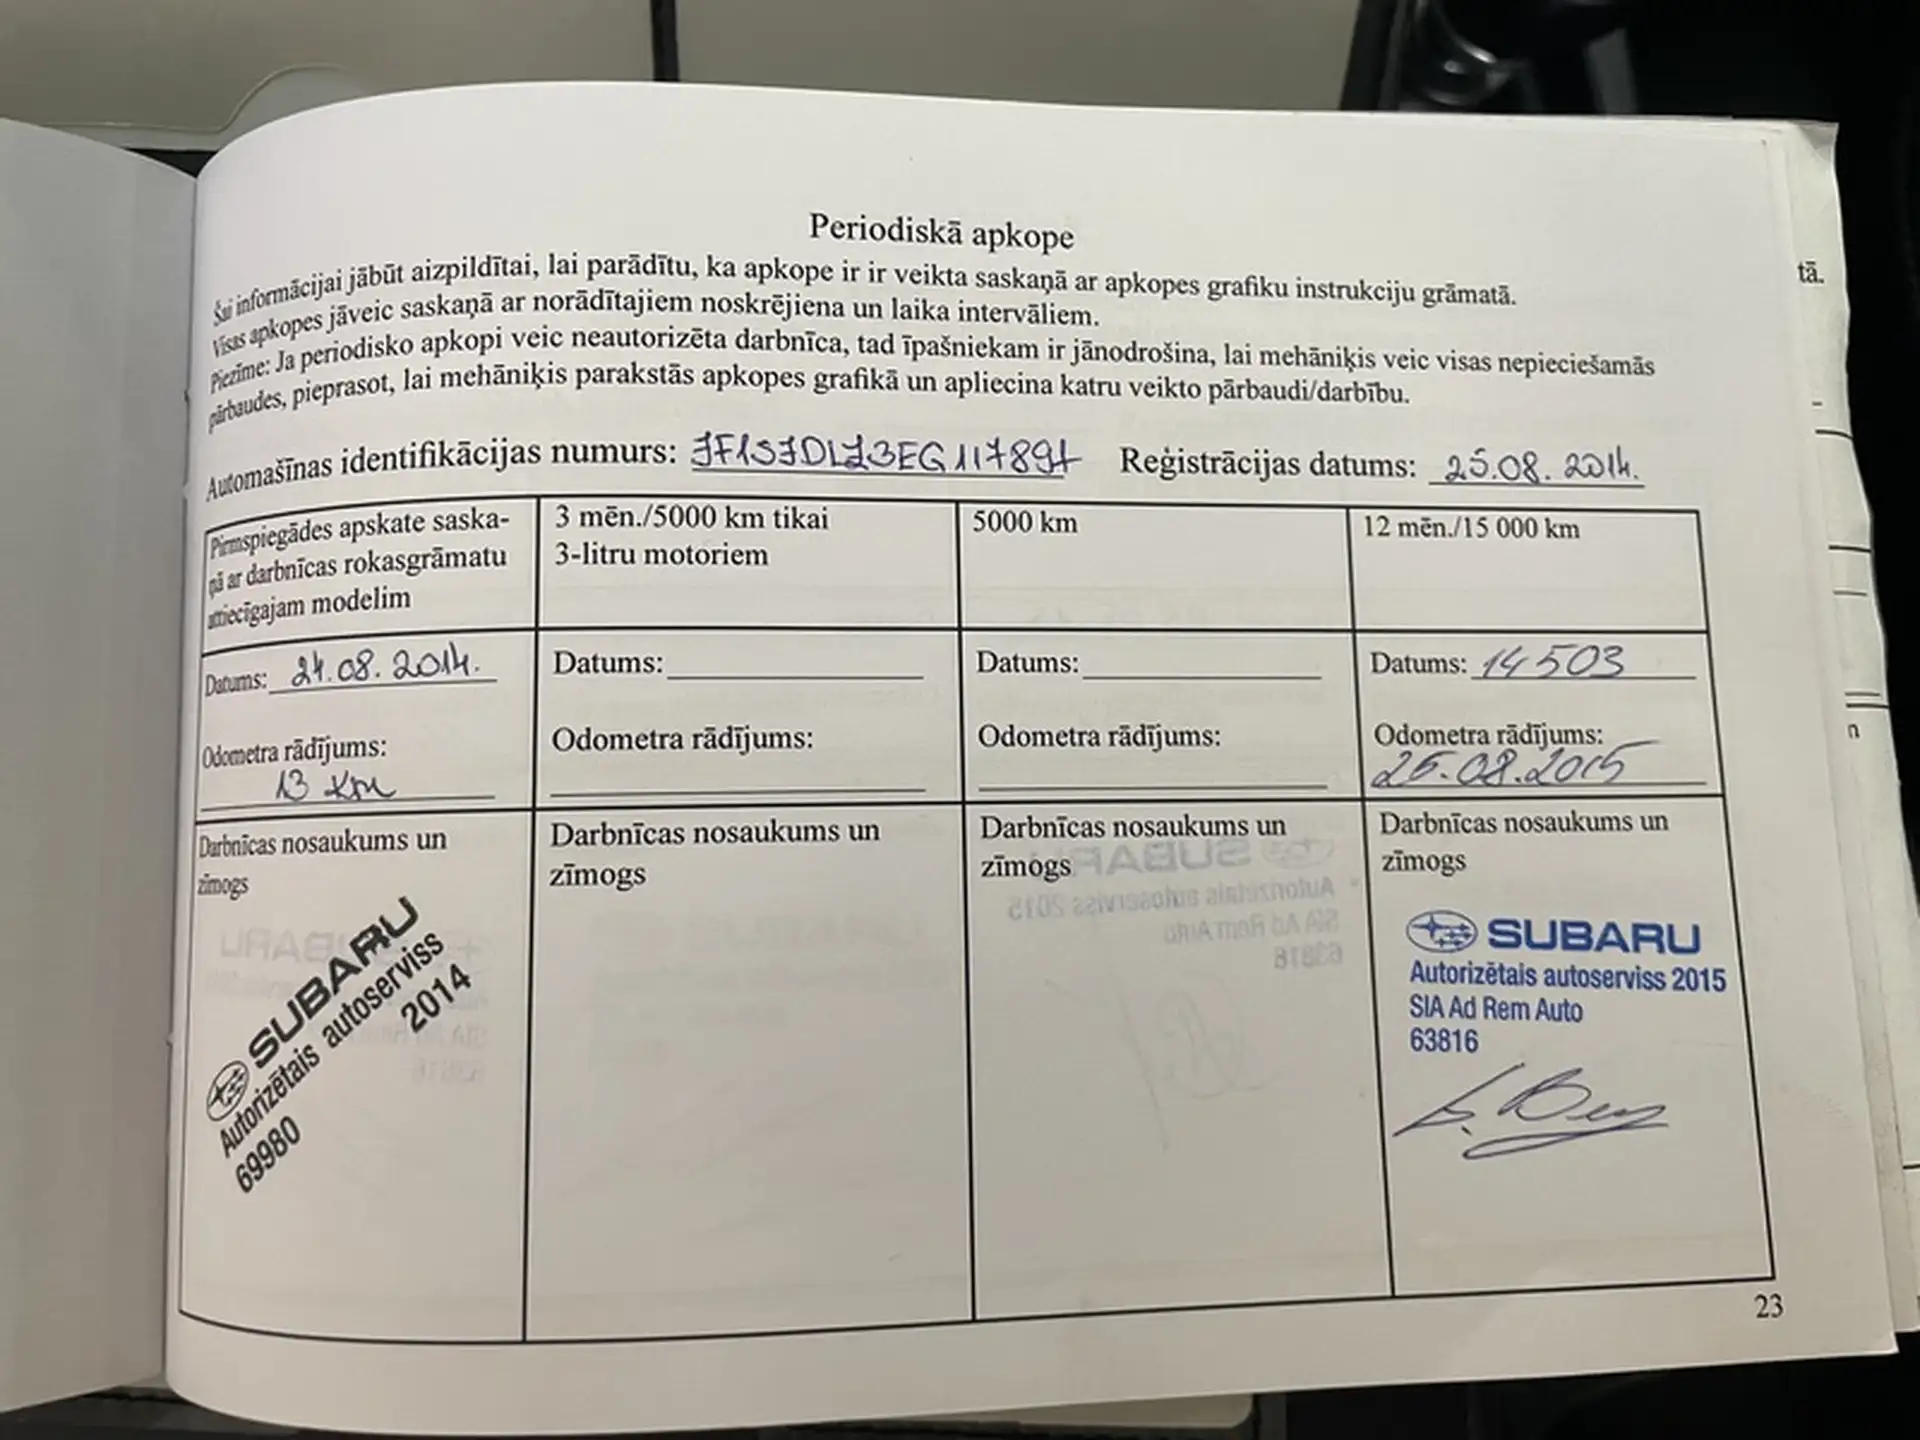 Periodiskā apkope
Šai informācijai jābūt aizpildītai, lai parādītu, ka apkope ir ir veikta saskaņā ar apkopes grafiku instrukciju grāmatā.
Visas apkopes jāveic saskaņā ar norādītajiem noskrējiena un laika intervāliem.
Piezīme: Ja periodisko apkopi veic neautorizēta darbnīca, tad īpašniekam ir jānodrošina, lai mehāniķis veic visas nepieciešamās
pārbaudes, pieprasot, lai mehāniķis parakstās apkopes grafikā un apliecina katru veikto pārbaudi/darbību.
Automašīnas identifikācijas numurs: JF1SJDLZ3EG117897 Reģistrācijas datums: 25.08.2014.
Pirmspiegādes apskate saska-
ņā ar darbnīcas rokasgrāmatu
attiecīgajam modelim
3 mēn./5000 km tikai
3-litru motoriem
5000 km
12 mēn./15 000 km
Datums: 21.08.2014.
Datums:
Datums:
Datums: 14503
Odometra rādījums:
13 km
Odometra rādījums:
Odometra rādījums:
Odometra rādījums:
25.08.2015
Darbnīcas nosaukums un
zīmogs
Darbnīcas nosaukums un
zīmogs
Darbnīcas nosaukums un
zīmogs
Darbnīcas nosaukums un
zīmogs
SUBARU
Autorizētais autoserviss
2014
69980
SUBARU
Autorizētais autoserviss 2015
SIA Ad Rem Auto
63816
23
tā.
n